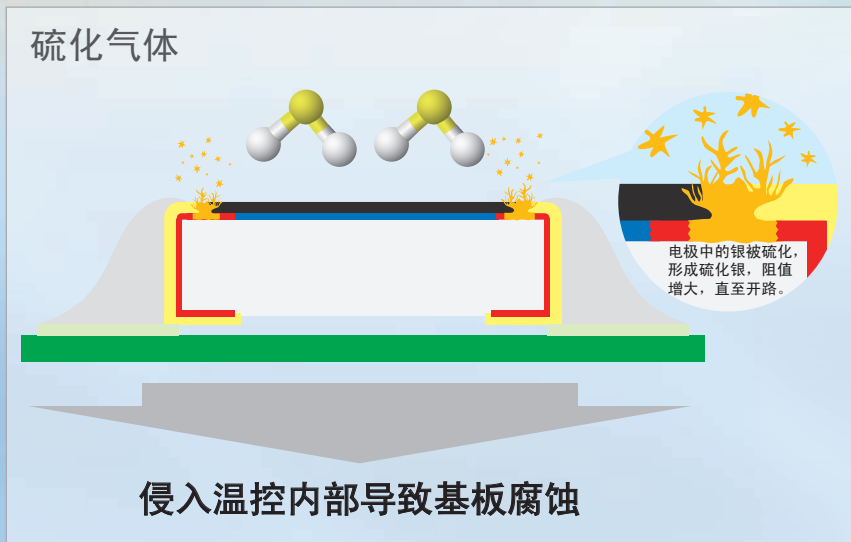 硫化气体
电极中的银被硫化，
形成硫化银，阻值
增大，直至开路。
侵入温控内部导致基板腐蚀